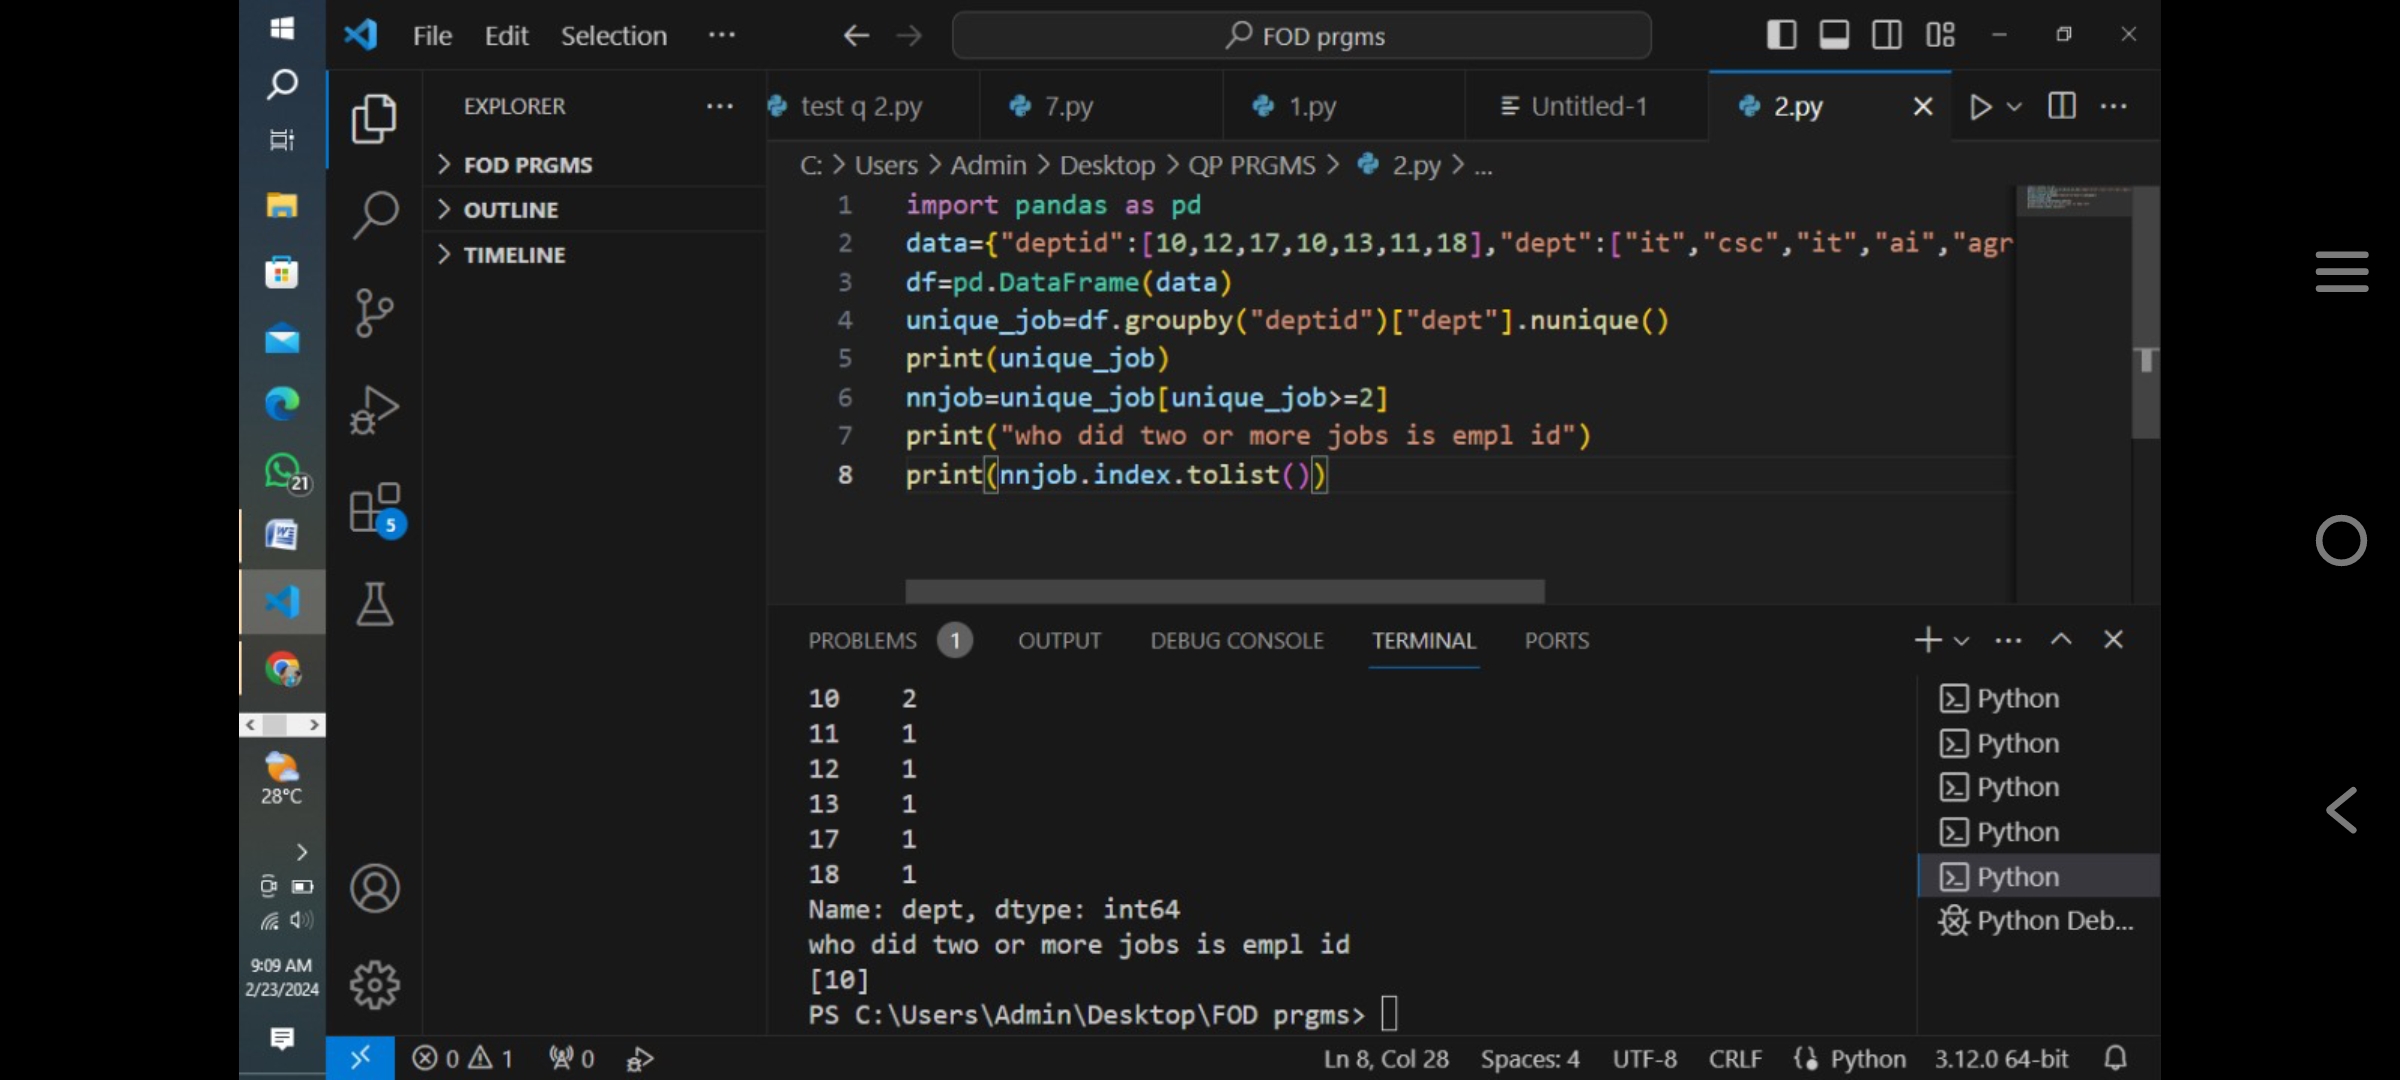 File Edit Selection ··· FOD prgms
EXPLORER ···
test q 2.py 7.py 1.py Untitled-1 2.py
FOD PRGMS
OUTLINE
TIMELINE
C: > Users > Admin > Desktop > QP PRGMS > 2.py > ...
1 import pandas as pd
2 data={"deptid":[10,12,17,10,13,11,18],"dept":["it","csc","it","ai","agr
3 df=pd.DataFrame(data)
4 unique_job=df.groupby("deptid")["dept"].nunique()
5 print(unique_job)
6 nnjob=unique_job[unique_job>=2]
7 print("who did two or more jobs is empl id")
8 print(nnjob.index.tolist())
PROBLEMS 1 OUTPUT DEBUG CONSOLE TERMINAL PORTS
10 2
11 1
12 1
13 1
17 1
18 1
Name: dept, dtype: int64
who did two or more jobs is empl id
[10]
PS C:\Users\Admin\Desktop\FOD prgms>
Python
Python
Python
Python
Python
Python Deb...
21
5
28°C
9:09 AM
2/23/2024
0 1 0 Ln 8, Col 28 Spaces: 4 UTF-8 CRLF Python 3.12.0 64-bit